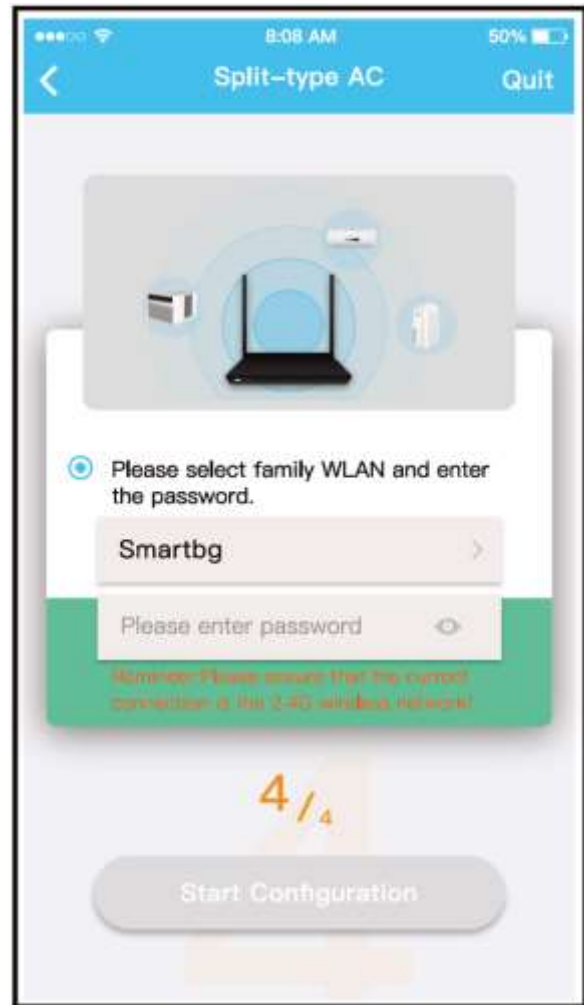 8:08 AM
50%
Split-type AC
Quit
Please select family WLAN and enter
the password.
Smartbg
Please enter password
Reminder:Please ensure that the current
connection is the 2.4G wireless network!
4/4
Start Configuration
4